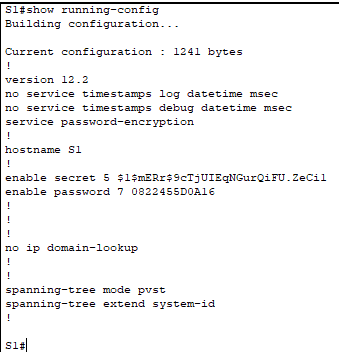 S1#show running-config
Building configuration...
Current configuration : 1241 bytes
!
version 12.2
no service timestamps log datetime msec
no service timestamps debug datetime msec
service password-encryption
!
hostname S1
!
enable secret 5 $1$mERr$9cTjUIEqNGurQiFU.ZeCi1
enable password 7 0822455D0A16
!
!
!
no ip domain-lookup
!
!
spanning-tree mode pvst
spanning-tree extend system-id
!
S1#